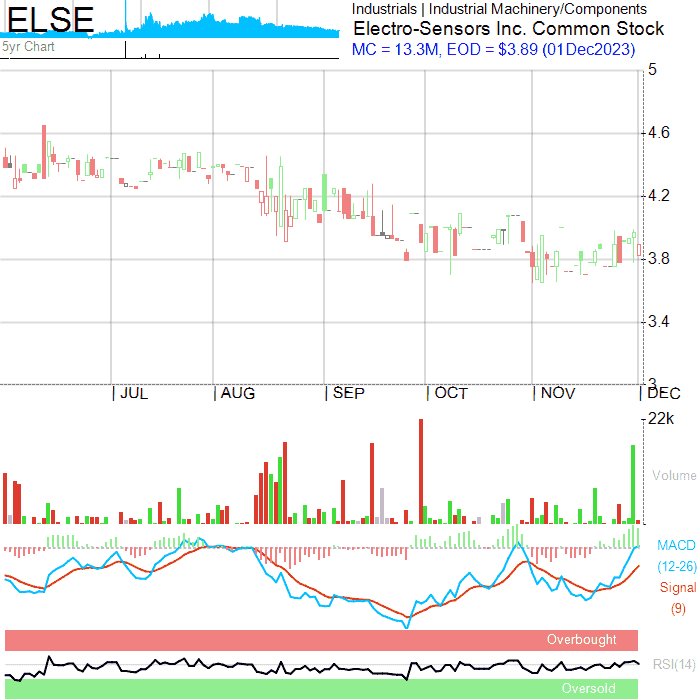 ELSE
5yr Chart
Industrials | Industrial Machinery/Components
Electro-Sensors Inc. Common Stock
MC = 13.3M, EOD = $3.89 (01Dec2023)
5
4.6
4.2
3.8
3.4
3
| JUL
| AUG
| SEP
| OCT
| NOV
| DEC
22k
Volume
MACD
(12-26)
Signal
(9)
Overbought
RSI(14)
Oversold